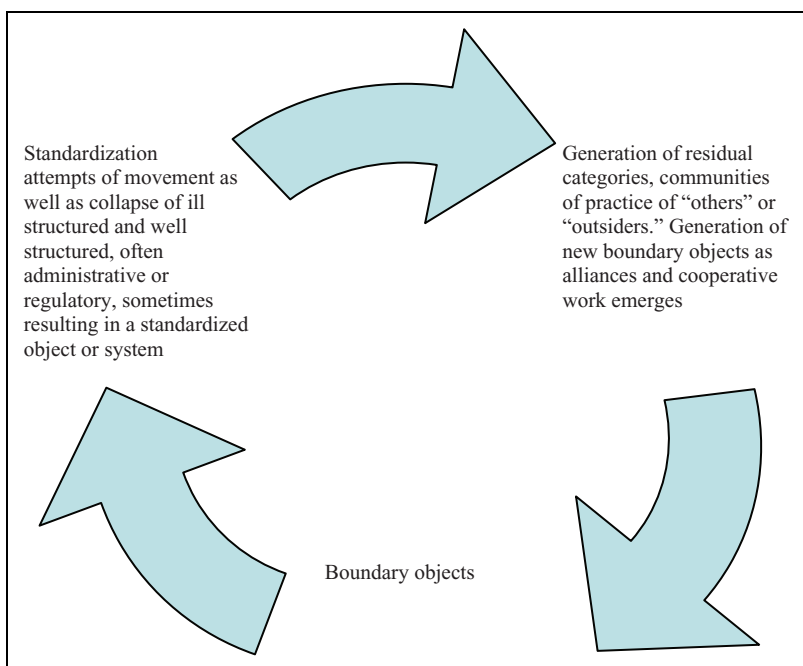 Standardization
attempts of movement as
well as collapse of ill
structured and well
structured, often
administrative or
regulatory, sometimes
resulting in a standardized
object or system
Generation of residual
categories, communities
of practice of “others” or
“outsiders.” Generation of
new boundary objects as
alliances and cooperative
work emerges
Boundary objects